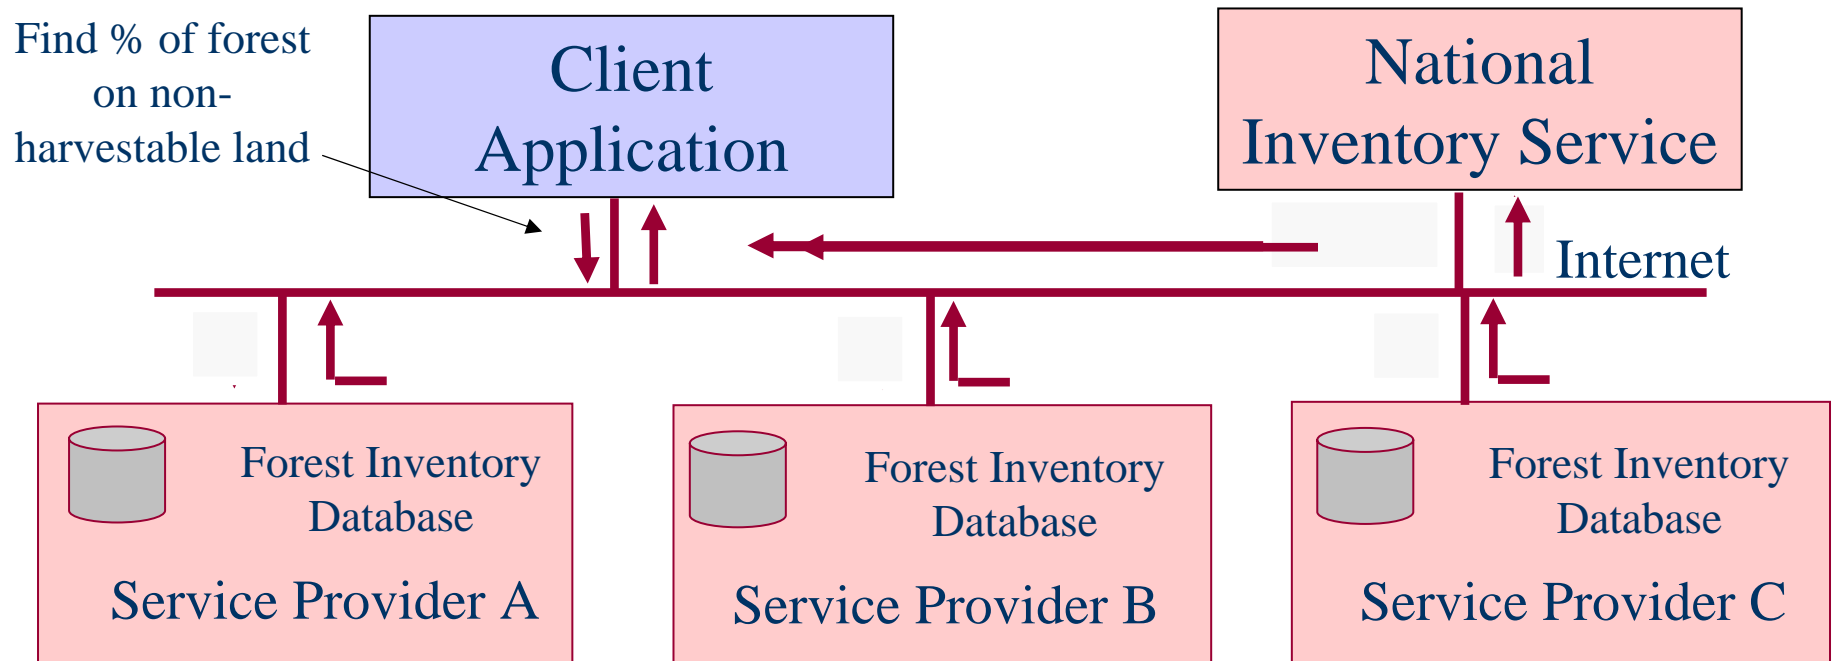 Find % of forest
on non-
harvestable land
Client
Application
National
Inventory Service
Internet
Forest Inventory
Database
Service Provider A
Forest Inventory
Database
Service Provider B
Forest Inventory
Database
Service Provider C